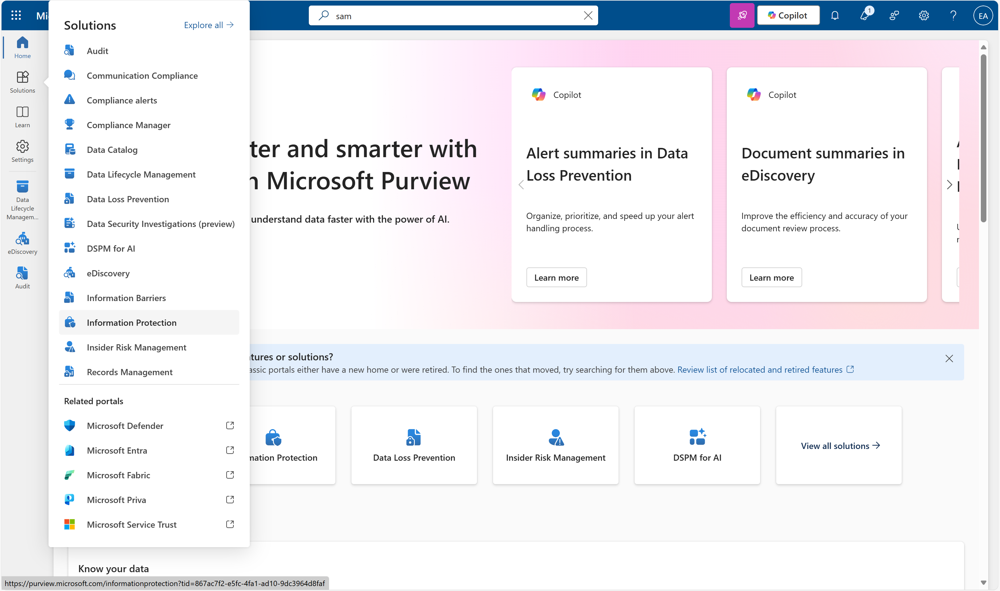 Mi
sam
Copilot
1
EA
Home
Solutions
Learn
Settings
Data
Lifecycle
Managem...
eDiscovery
Audit
Solutions
Explore all
Audit
Communication Compliance
Compliance alerts
Compliance Manager
Data Catalog
Data Lifecycle Management
Data Loss Prevention
Data Security Investigations (preview)
DSPM for AI
eDiscovery
Information Barriers
Information Protection
Insider Risk Management
Records Management
Related portals
Microsoft Defender
Microsoft Entra
Microsoft Fabric
Microsoft Priva
Microsoft Service Trust
ter and smarter with
n Microsoft Purview
understand data faster with the power of AI.
Copilot
Alert summaries in Data
Loss Prevention
Organize, prioritize, and speed up your alert
handling process.
Learn more
Copilot
Document summaries in
eDiscovery
Improve the efficiency and accuracy of your
document review process.
Learn more
tures or solutions?
assic portals either have a new home or were retired. To find the ones that moved, try searching for them above. Review list of relocated and retired features
mation Protection
Data Loss Prevention
Insider Risk Management
DSPM for AI
View all solutions
Know your data
https://purview.microsoft.com/informationprotection?tid=867ac7f2-e5fc-4fa1-ad10-9dc3964d8faf